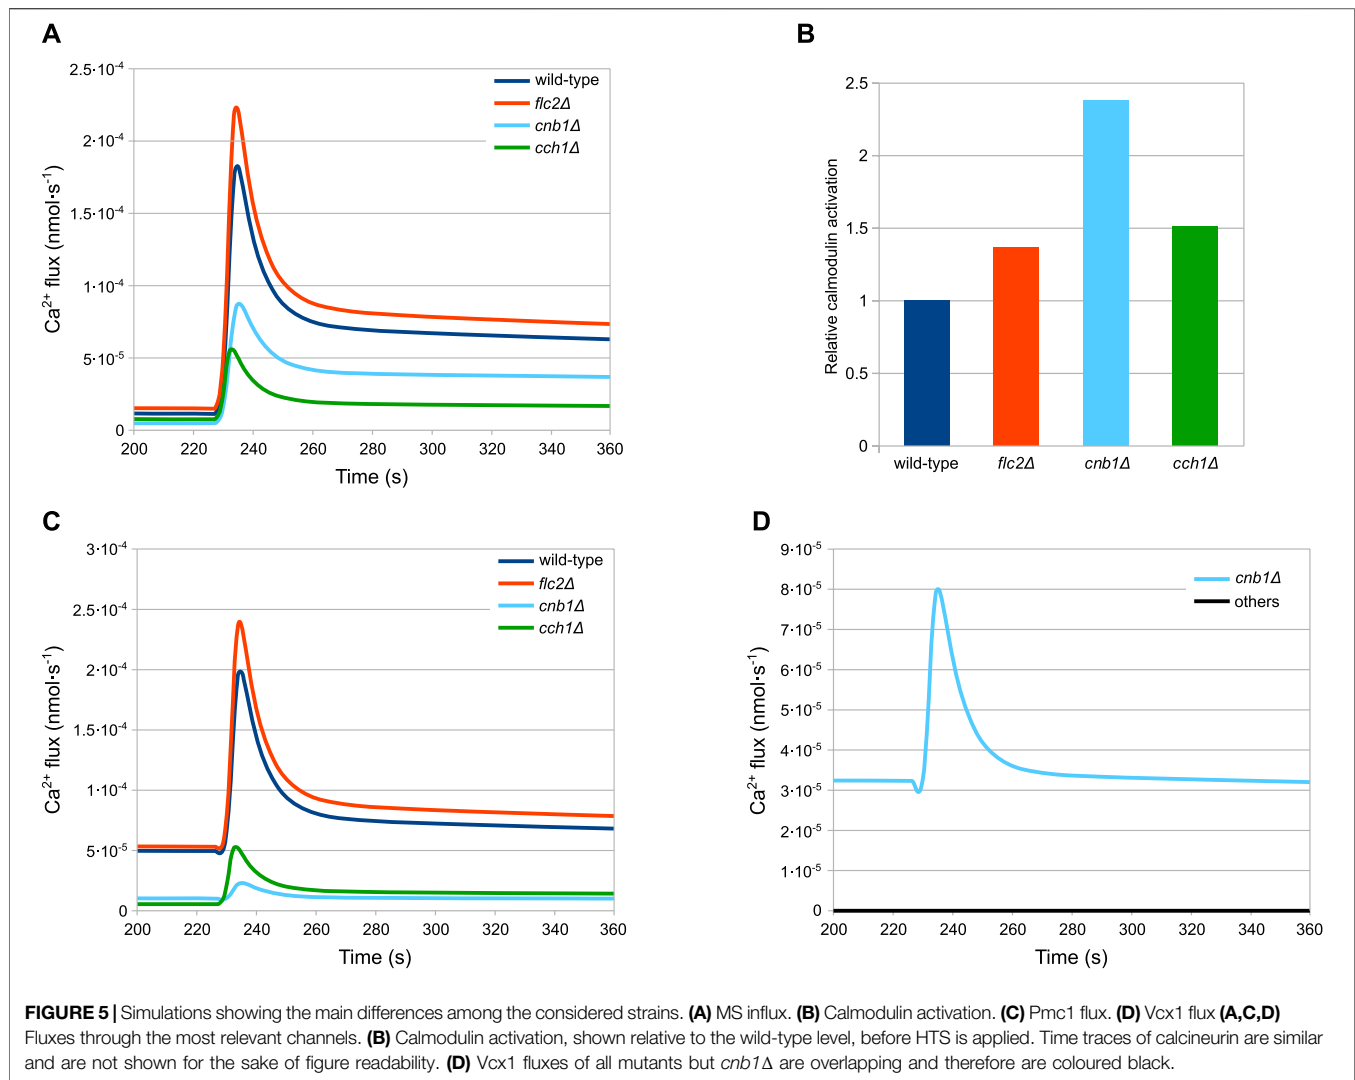 A
2.5·10⁻⁴
2·10⁻⁴
1.5·10⁻⁴
1·10⁻⁴
5·10⁻⁵
0
Ca²⁺ flux (nmol·s⁻¹)
200 220 240 260 280 300 320 340 360
Time (s)
wild-type
flc2Δ
cnb1Δ
cch1Δ
B
2.5
2
1.5
1
0.5
0
Relative calmodulin activation
wild-type flc2Δ cnb1Δ cch1Δ
C
3·10⁻⁴
2.5·10⁻⁴
2·10⁻⁴
1.5·10⁻⁴
1·10⁻⁴
5·10⁻⁵
0
Ca²⁺ flux (nmol·s⁻¹)
200 220 240 260 280 300 320 340 360
Time (s)
wild-type
flc2Δ
cnb1Δ
cch1Δ
D
9·10⁻⁵
8·10⁻⁵
7·10⁻⁵
6·10⁻⁵
5·10⁻⁵
4·10⁻⁵
3·10⁻⁵
2·10⁻⁵
1·10⁻⁵
0
Ca²⁺ flux (nmol·s⁻¹)
200 220 240 260 280 300 320 340 360
Time (s)
cnb1Δ
others
FIGURE 5 | Simulations showing the main differences among the considered strains. (A) MS influx. (B) Calmodulin activation. (C) Pmc1 flux. (D) Vcx1 flux (A,C,D)
Fluxes through the most relevant channels. (B) Calmodulin activation, shown relative to the wild-type level, before HTS is applied. Time traces of calcineurin are similar
and are not shown for the sake of figure readability. (D) Vcx1 fluxes of all mutants but cnb1Δ are overlapping and therefore are coloured black.